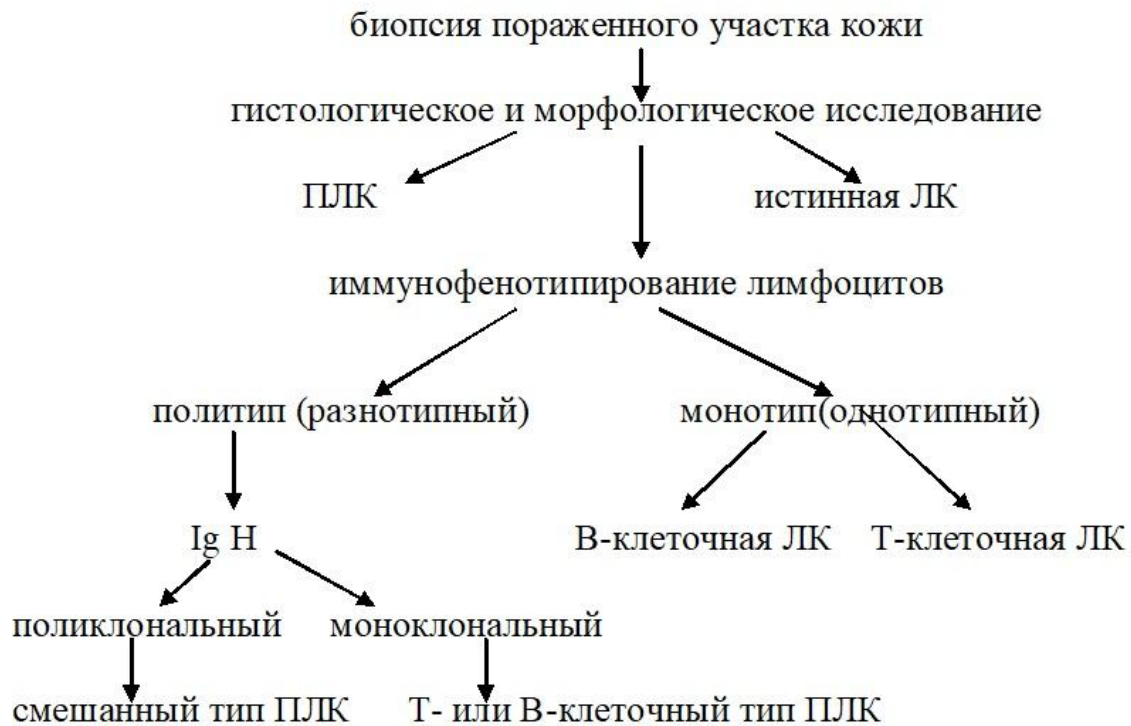 биопсия пораженного участка кожи
гистологическое и морфологическое исследование
ПЛК истинная ЛК
иммунофенотипирование лимфоцитов
политип (разнотипный) монотип(однотипный)
Ig H В-клеточная ЛК Т-клеточная ЛК
поликлональный моноклональный
смешанный тип ПЛК Т- или В-клеточный тип ПЛК